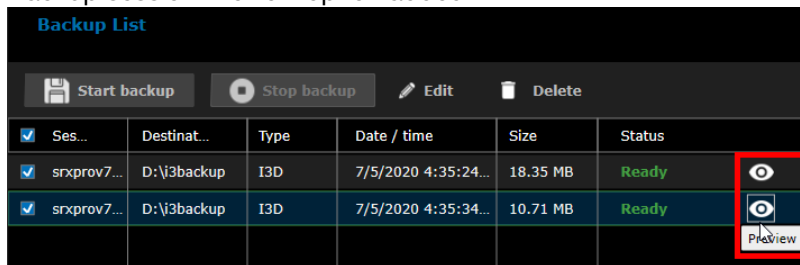 Backup List
Start backup Stop backup Edit Delete
Ses... Destinat... Type Date / time Size Status
srxprov7... D:\i3backup I3D 7/5/2020 4:35:24... 18.35 MB Ready
srxprov7... D:\i3backup I3D 7/5/2020 4:35:34... 10.71 MB Ready
Preview